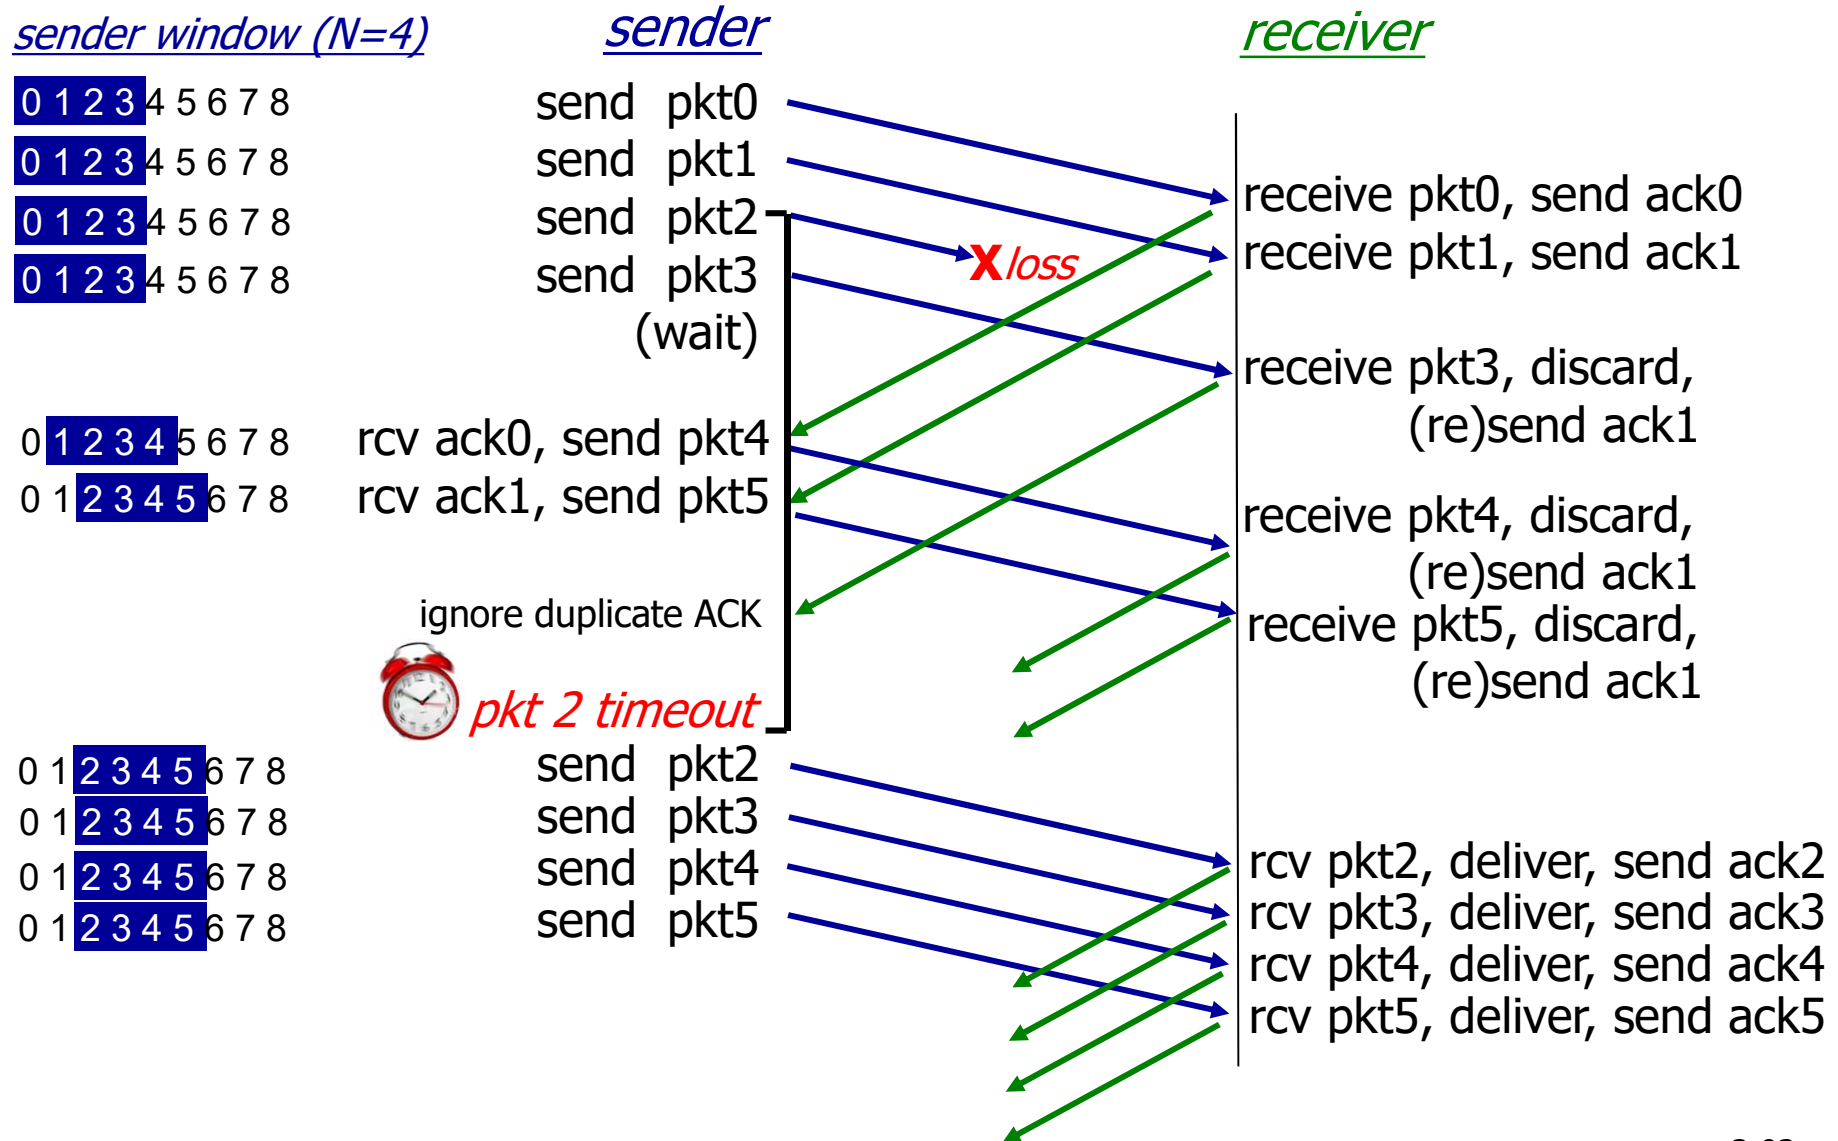 sender window (N=4) sender receiver
0 1 2 3 4 5 6 7 8 send pkt0
0 1 2 3 4 5 6 7 8 send pkt1
receive pkt0, send ack0
0 1 2 3 4 5 6 7 8 send pkt2
X loss
receive pkt1, send ack1
0 1 2 3 4 5 6 7 8 send pkt3
(wait)
receive pkt3, discard,
(re)send ack1
0 1 2 3 4 5 6 7 8 rcv ack0, send pkt4
0 1 2 3 4 5 6 7 8 rcv ack1, send pkt5
receive pkt4, discard,
(re)send ack1
ignore duplicate ACK
receive pkt5, discard,
(re)send ack1
pkt 2 timeout
0 1 2 3 4 5 6 7 8 send pkt2
0 1 2 3 4 5 6 7 8 send pkt3
0 1 2 3 4 5 6 7 8 send pkt4
0 1 2 3 4 5 6 7 8 send pkt5
rcv pkt2, deliver, send ack2
rcv pkt3, deliver, send ack3
rcv pkt4, deliver, send ack4
rcv pkt5, deliver, send ack5